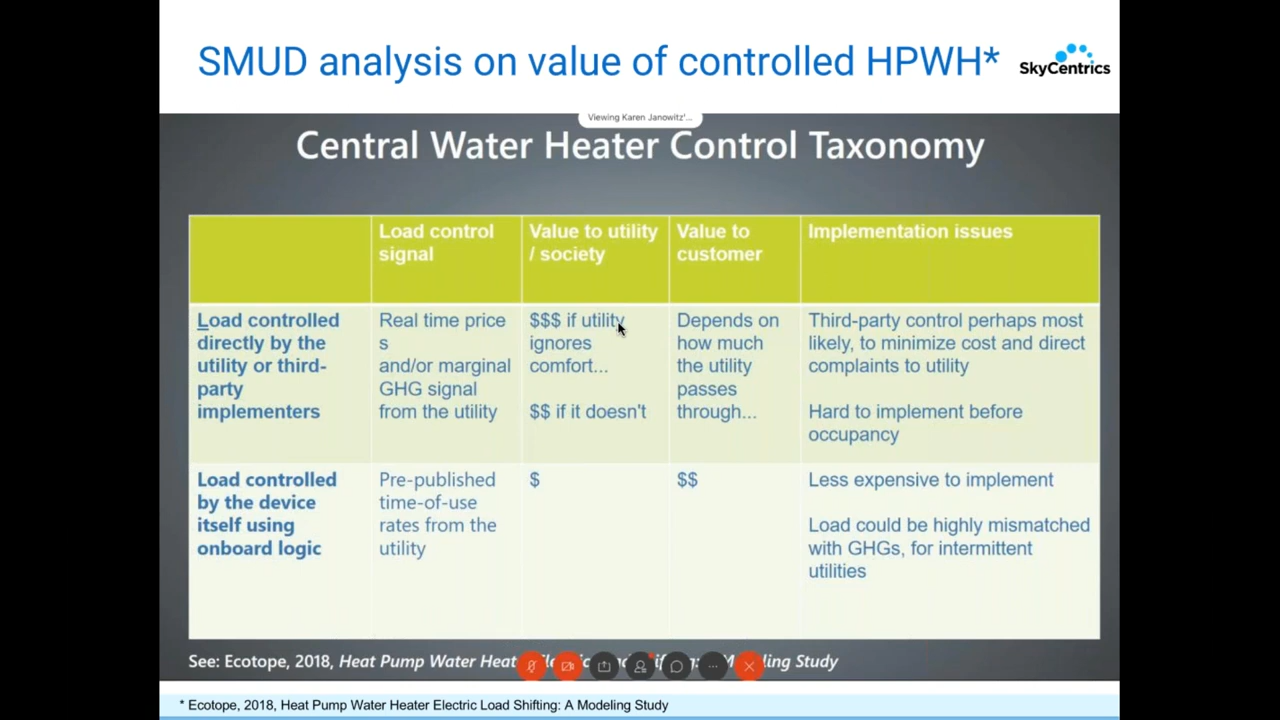 SMUD analysis on value of controlled HPWH*
SkyCentrics
Viewing Karen Janowitz'...
Central Water Heater Control Taxonomy
Load control
signal
Value to utility
/ society
Value to
customer
Implementation issues
Load controlled
directly by the
utility or third-
party
implementers
Real time price
s
and/or marginal
GHG signal
from the utility
$$$ if utility
ignores
comfort...
$$ if it doesn't
Depends on
how much
the utility
passes
through...
Third-party control perhaps most
likely, to minimize cost and direct
complaints to utility
Hard to implement before
occupancy
Load controlled
by the device
itself using
onboard logic
Pre-published
time-of-use
rates from the
utility
$
$$
Less expensive to implement
Load could be highly mismatched
with GHGs, for intermittent
utilities
See: Ecotope, 2018, Heat Pump Water Study
* Ecotope, 2018, Heat Pump Water Heater Electric Load Shifting: A Modeling Study